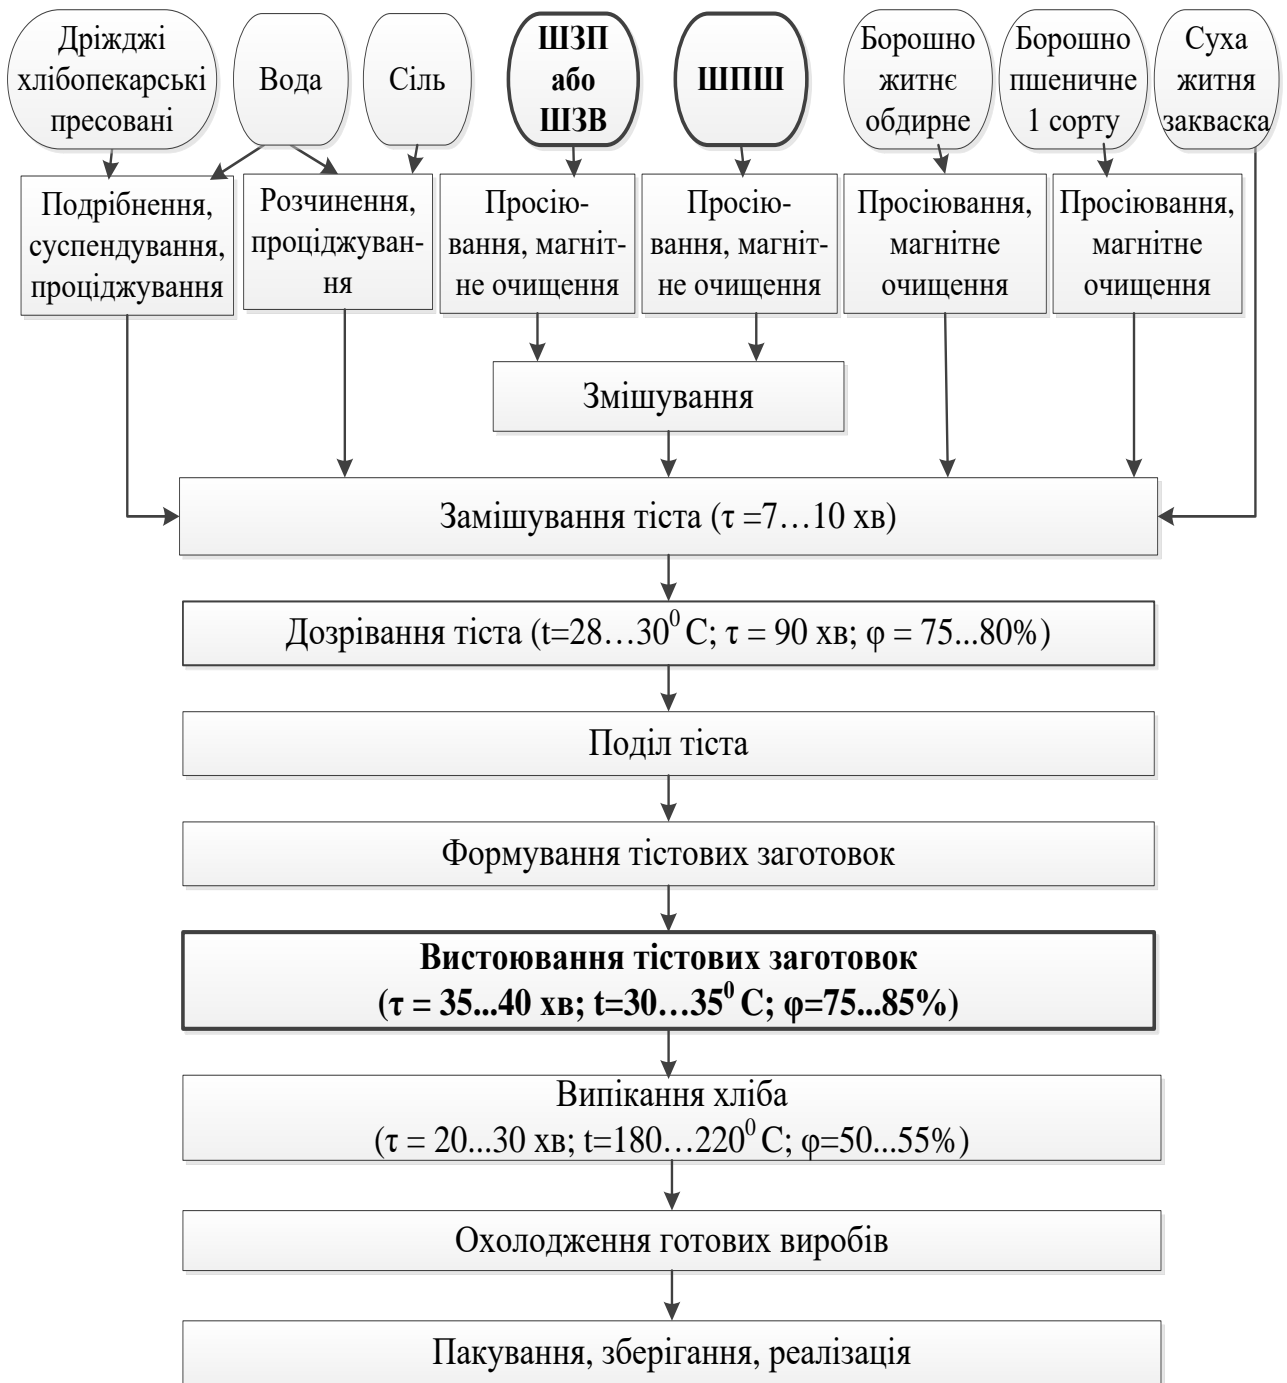 Дріжджі
хлібопекарські
пресовані
Вода
Сіль
ШЗП
або
ШЗВ
ШПШ
Борошно
житнє
обдирне
Борошно
пшеничне
1 сорту
Суха
житня
закваска
Подрібнення,
суспендування,
проціджування
Розчинення,
проціджуван-
ня
Просію-
вання, магніт-
не очищення
Просію-
вання, магніт-
не очищення
Просіювання,
магнітне
очищення
Просіювання,
магнітне
очищення
Змішування
Замішування тіста (τ =7…10 хв)
Дозрівання тіста (t=28…30⁰ С; τ = 90 хв; φ = 75...80%)
Поділ тіста
Формування тістових заготовок
Вистоювання тістових заготовок
(τ = 35...40 хв; t=30…35⁰ С; φ=75...85%)
Випікання хліба
(τ = 20...30 хв; t=180…220⁰ С; φ=50...55%)
Охолодження готових виробів
Пакування, зберігання, реалізація